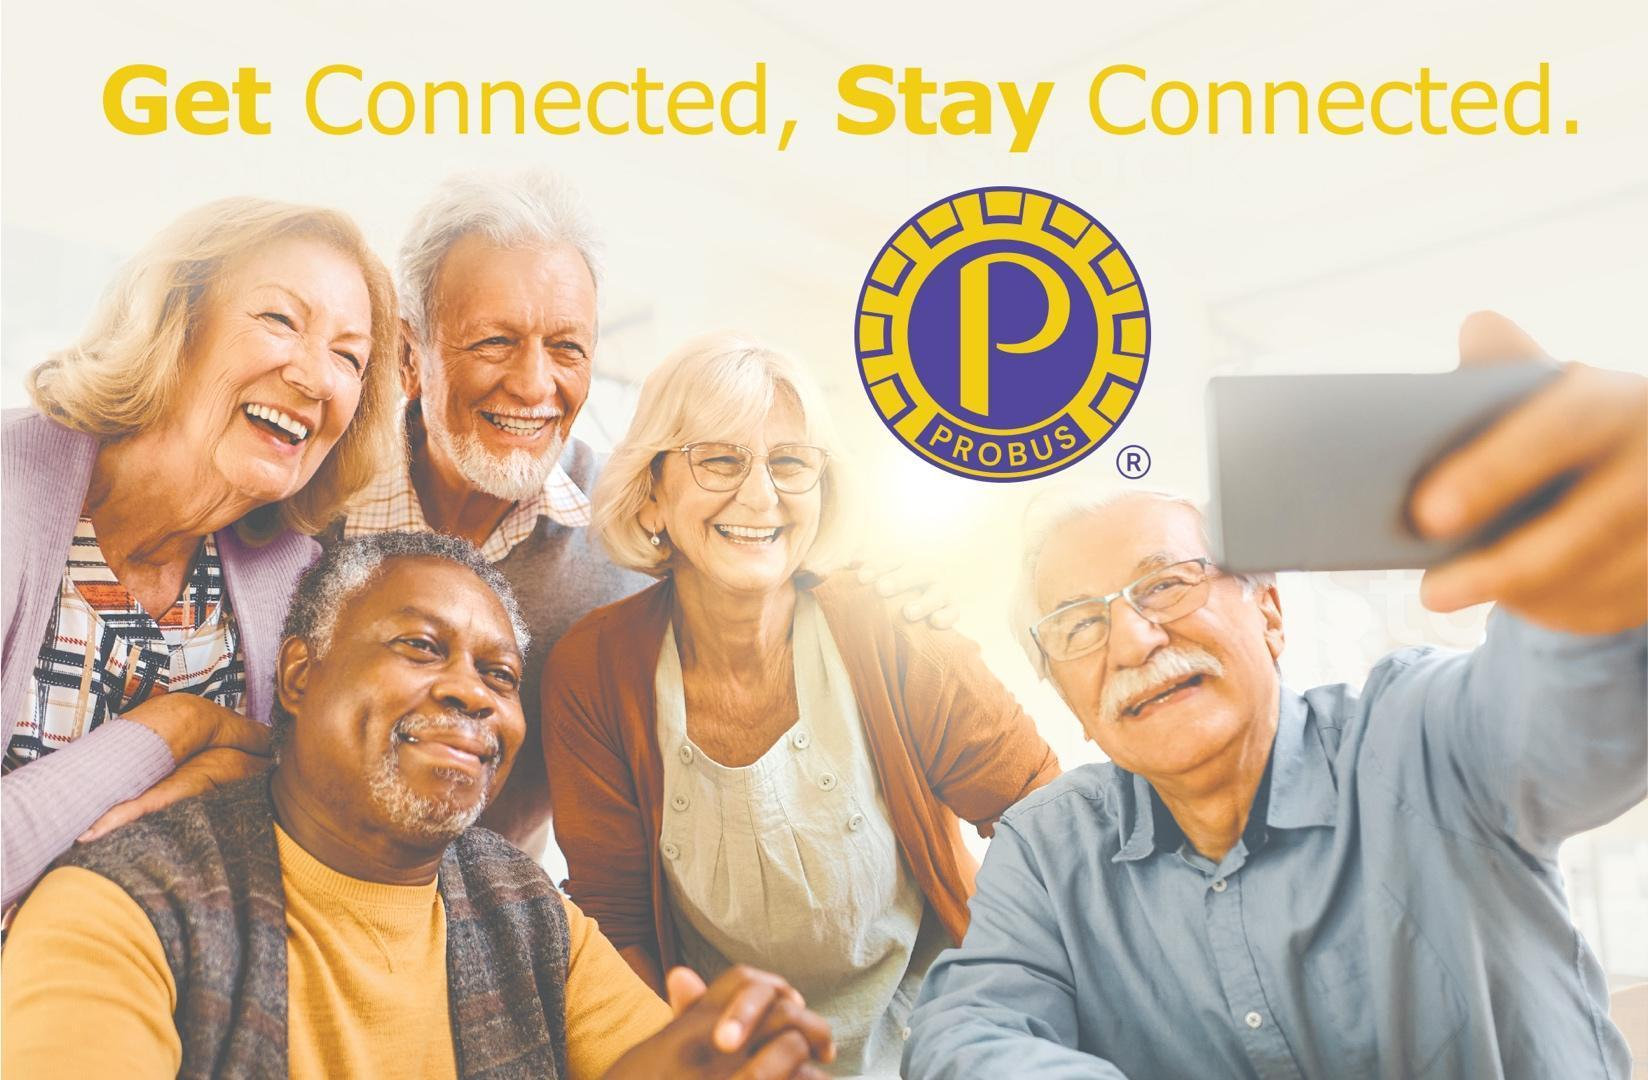 Get Connected, Stay Connected.
P
PROBUS
®